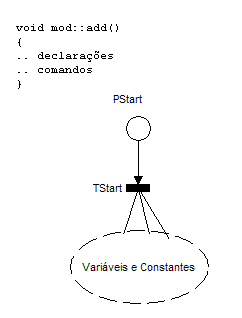 void mod::add()
{
.. declarações
.. comandos
}
PStart
TStart
Variáveis e Constantes